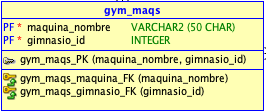 gym_maqs
PF * maquina_nombre VARCHAR2 (50 CHAR)
PF * gimnasio_id INTEGER
gym_maqs_PK (maquina_nombre, gimnasio_id)
gym_maqs_maquina_FK (maquina_nombre)
gym_maqs_gimnasio_FK (gimnasio_id)